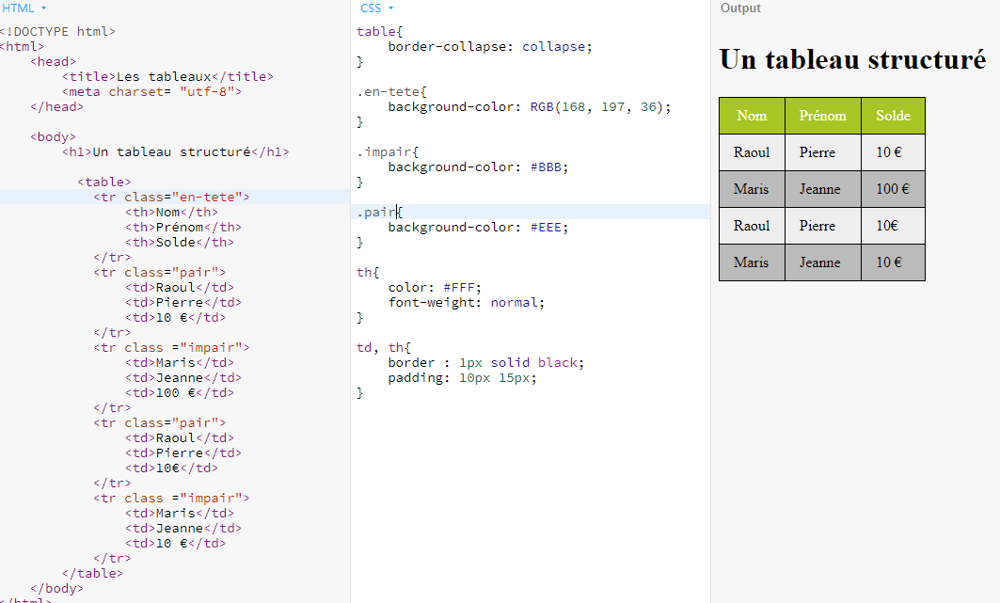 HTML
<!DOCTYPE html>
<html>
<head>
<title>Les tableaux</title>
<meta charset= "utf-8">
</head>
<body>
<h1>Un tableau structuré</h1>
<table>
<tr class="en-tete">
<th>Nom</th>
<th>Prénom</th>
<th>Solde</th>
</tr>
<tr class="pair">
<td>Raoul</td>
<td>Pierre</td>
<td>10 €</td>
</tr>
<tr class ="impair">
<td>Maris</td>
<td>Jeanne</td>
<td>100 €</td>
</tr>
<tr class="pair">
<td>Raoul</td>
<td>Pierre</td>
<td>10€</td>
</tr>
<tr class ="impair">
<td>Maris</td>
<td>Jeanne</td>
<td>10 €</td>
</tr>
</table>
</body>
</html>
CSS
table{
border-collapse: collapse;
}
.en-tete{
background-color: RGB(168, 197, 36);
}
.impair{
background-color: #BBB;
}
.pair{
background-color: #EEE;
}
th{
color: #FFF;
font-weight: normal;
}
td, th{
border : 1px solid black;
padding: 10px 15px;
}
Output
Un tableau structuré
Nom Prénom Solde
Raoul Pierre 10 €
Maris Jeanne 100 €
Raoul Pierre 10€
Maris Jeanne 10 €